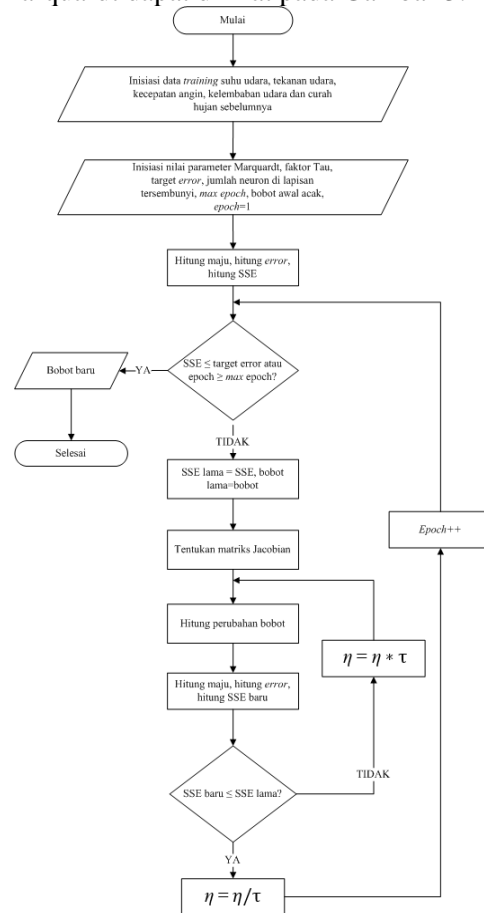 Mulai
Inisiasi data training suhu udara, tekanan udara,
kecepatan angin, kelembaban udara dan curah
hujan sebelumnya
Inisiasi nilai parameter Marquardt, faktor Tau,
target error, jumlah neuron di lapisan
tersembunyi, max epoch, bobot awal acak,
epoch=1
Hitung maju, hitung error,
hitung SSE
SSE ≤ target error atau
epoch ≥ max epoch?
YA
Bobot baru
Selesai
TIDAK
SSE lama = SSE, bobot
lama=bobot
Epoch++
Tentukan matriks Jacobian
Hitung perubahan bobot
η = η * τ
Hitung maju, hitung error,
hitung SSE baru
SSE baru ≤ SSE lama?
TIDAK
YA
η = η/τ